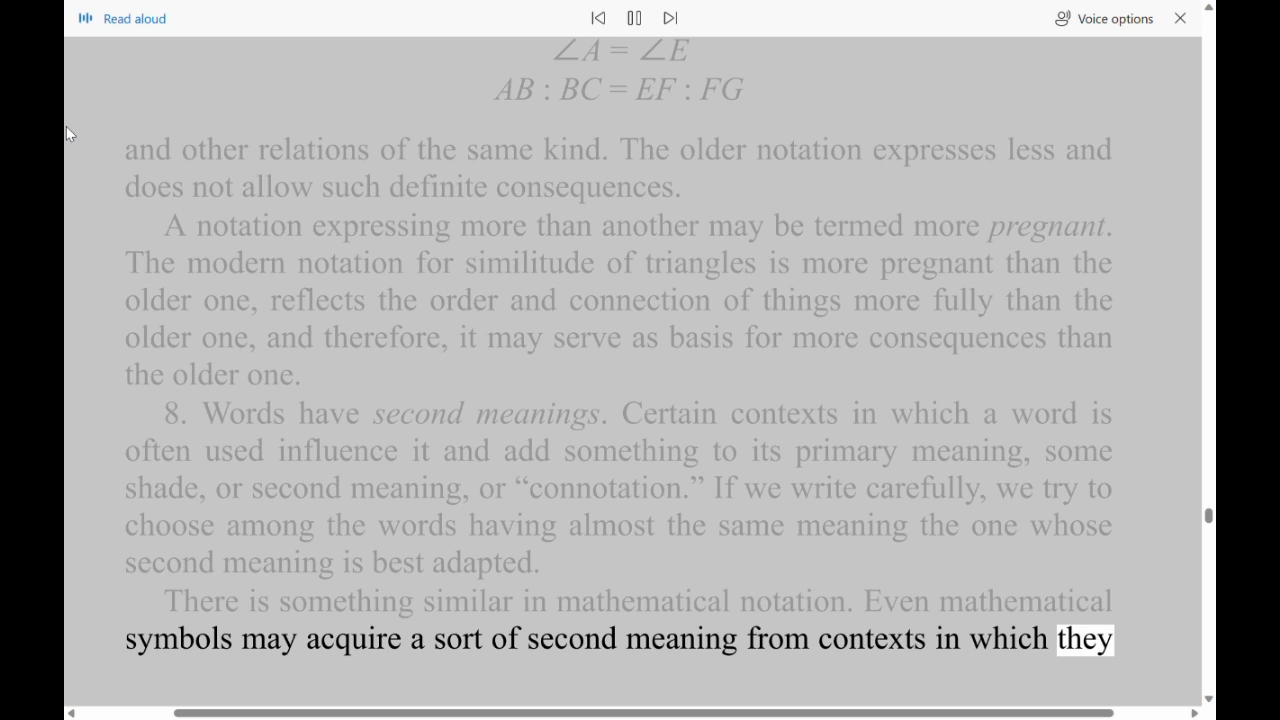 Read aloud
Voice options
∠A = ∠E
AB : BC = EF : FG
and other relations of the same kind. The older notation expresses less and
does not allow such definite consequences.
A notation expressing more than another may be termed more pregnant.
The modern notation for similitude of triangles is more pregnant than the
older one, reflects the order and connection of things more fully than the
older one, and therefore, it may serve as basis for more consequences than
the older one.
8. Words have second meanings. Certain contexts in which a word is
often used influence it and add something to its primary meaning, some
shade, or second meaning, or “connotation.” If we write carefully, we try to
choose among the words having almost the same meaning the one whose
second meaning is best adapted.
There is something similar in mathematical notation. Even mathematical
symbols may acquire a sort of second meaning from contexts in which they